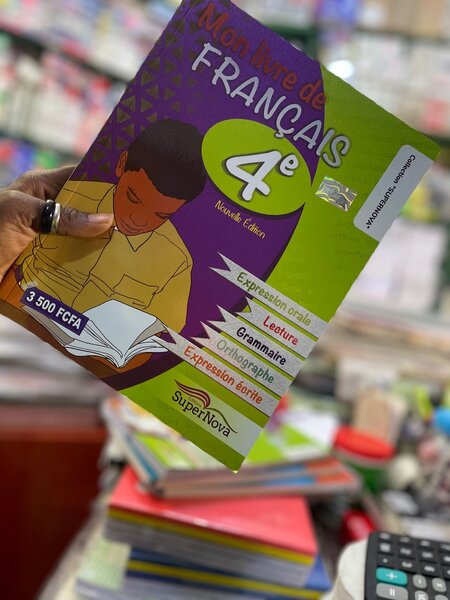 Mon livre de
FRANÇAIS
4e
Nouvelle Édition
Collection "SUPERNOVA"
Expression orale
Lecture
Grammaire
Orthographe
Expression écrite
3 500 FCFA
SuperNova